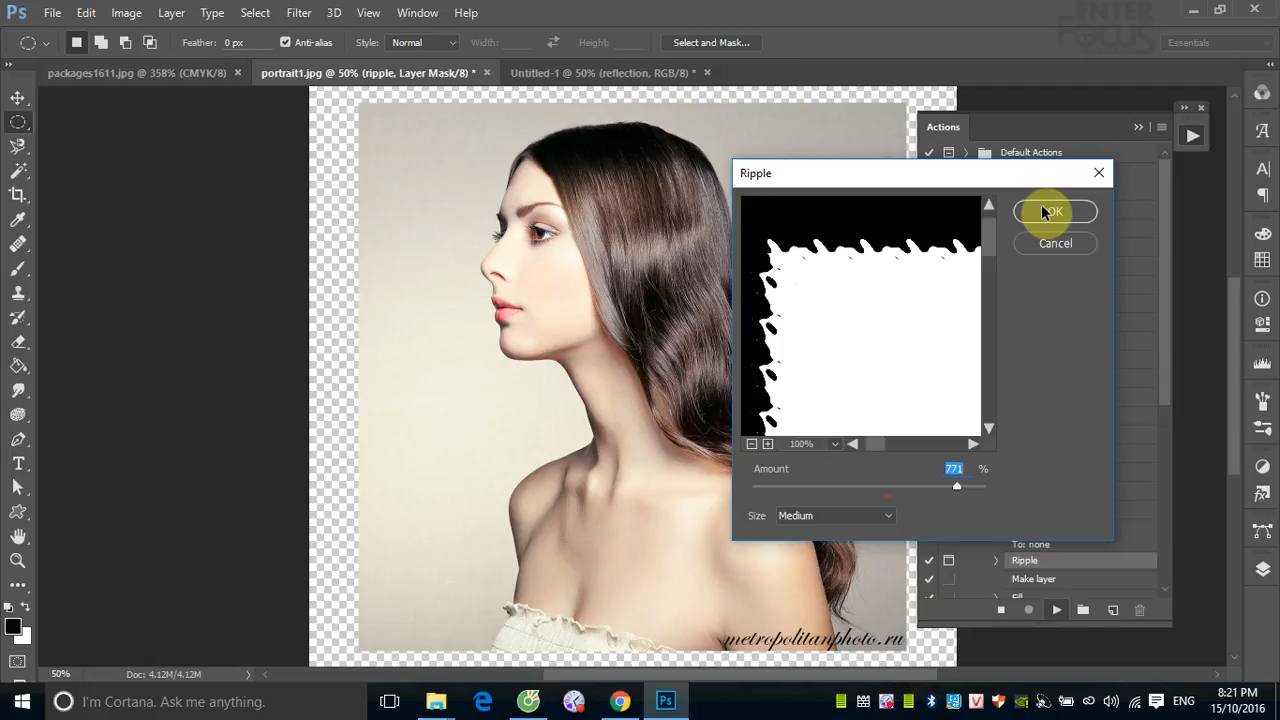 Ps File Edit Image Layer Type Select Filter 3D View Window Help
ENTER
FOCUS
Feather: 0 px Anti-alias Style: Normal Width: Height: Select and Mask... Essentials
packages1611.jpg @ 358% (CMYK/8) portrait1.jpg @ 50% (ripple, Layer Mask/8) * Untitled-1 @ 50% (reflection, RGB/8) *
Actions
Default Actions
Ripple
OK
Cancel
100%
Amount 771 %
Size Medium
To: none
Ripple
Make layer
Fill
metropolitanphoto.ru
50% Doc: 4.12M/4.12M
I'm Cortana. Ask me anything. Ps ENG
8:21 PM
15/10/2016